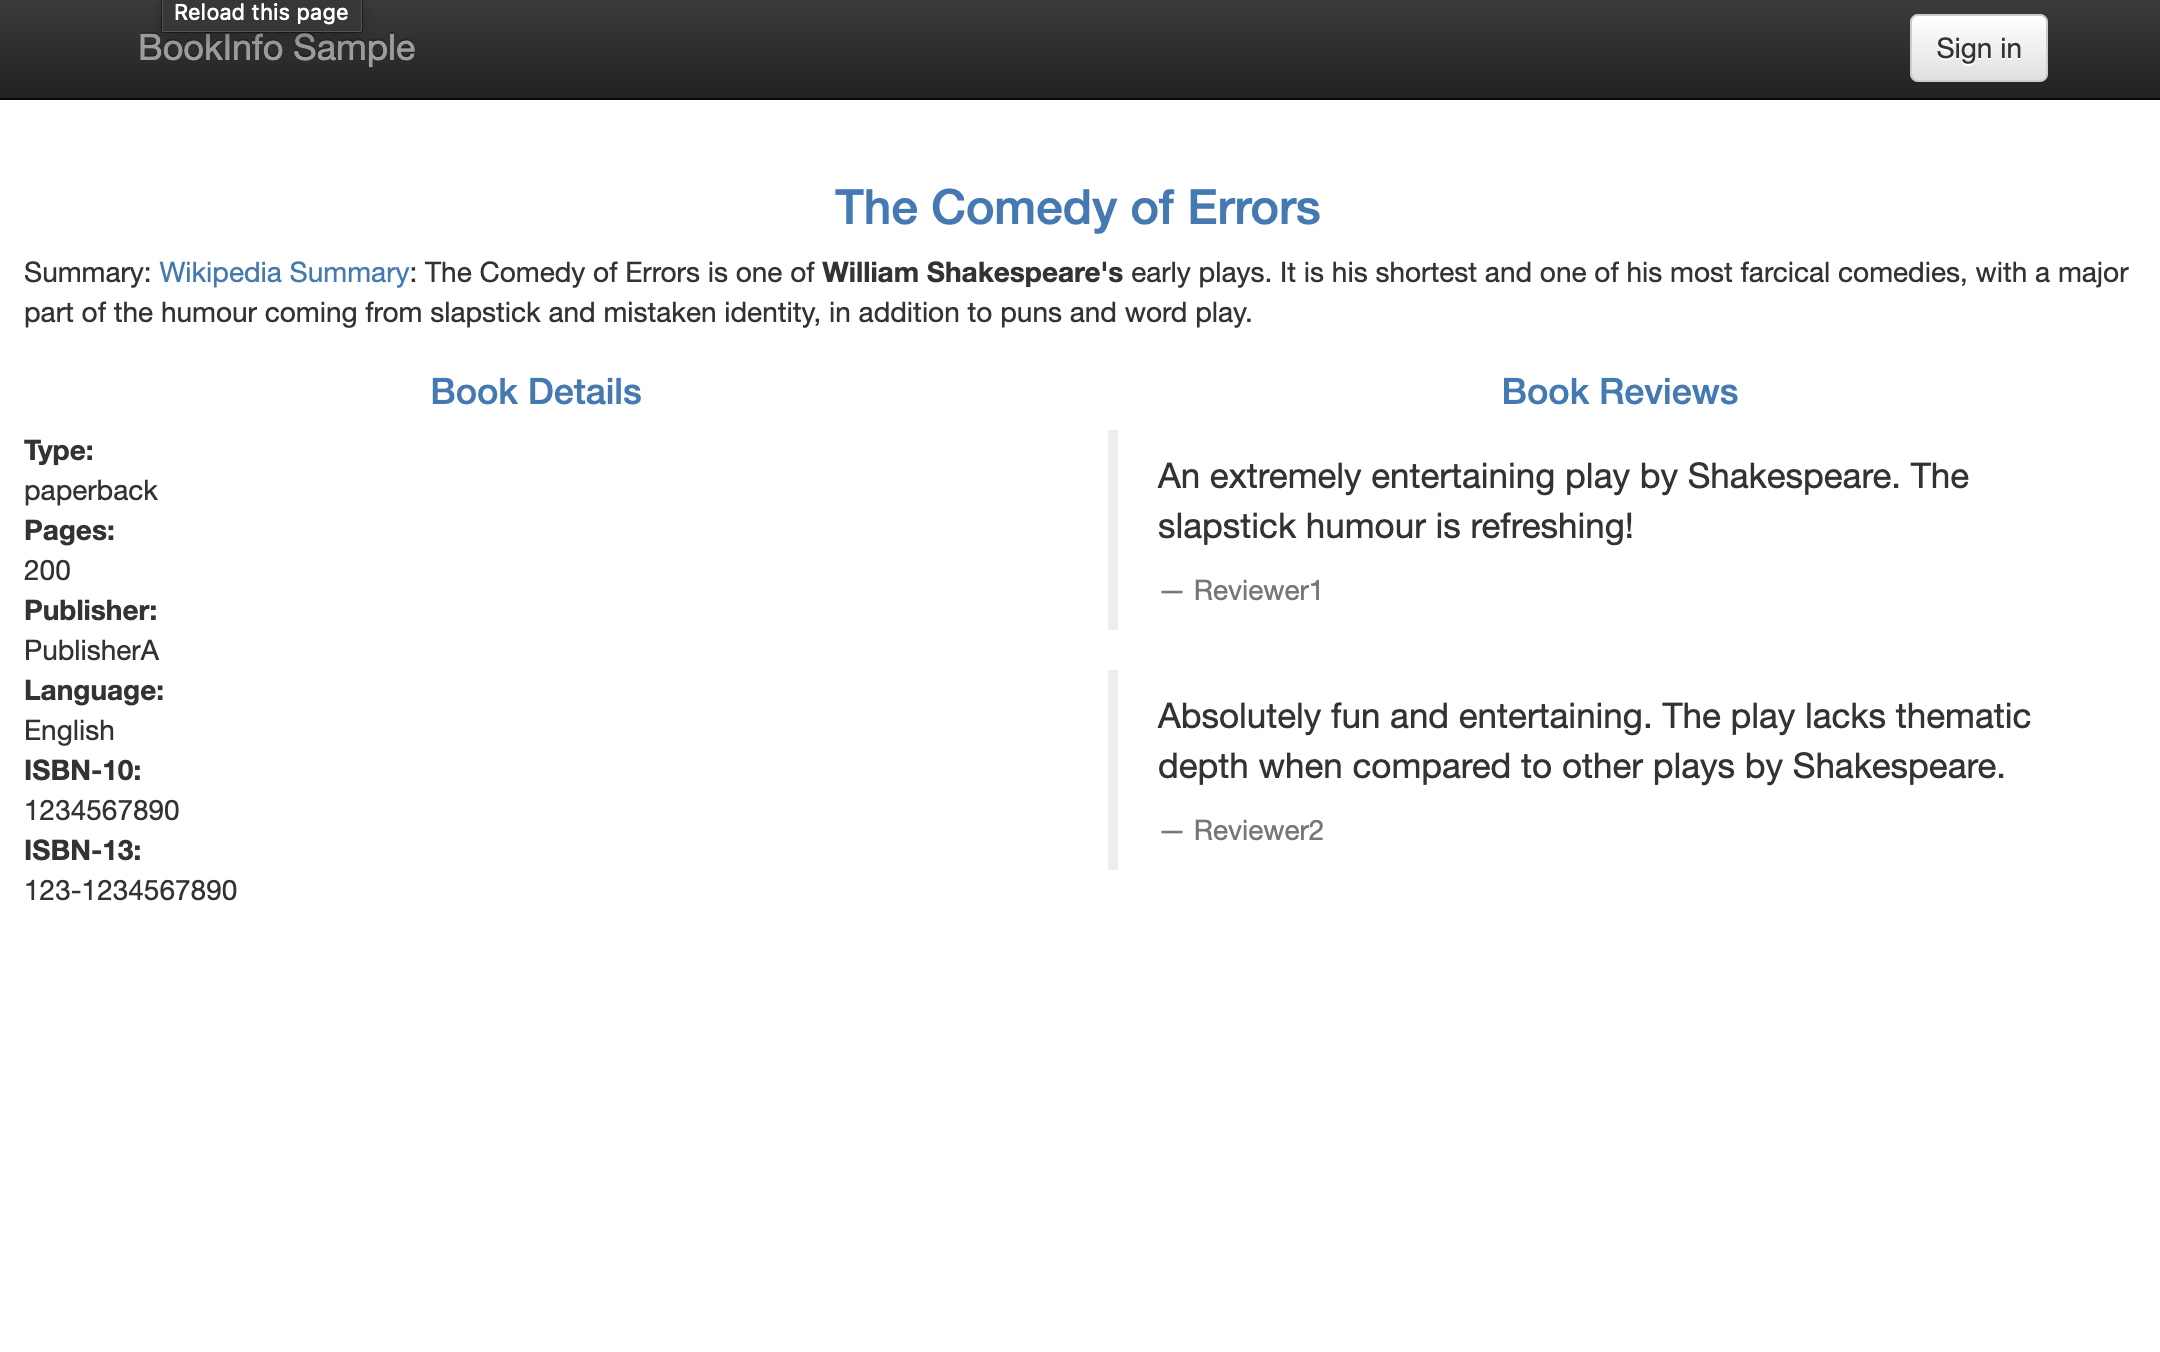 Reload this page
BookInfo Sample
Sign in
The Comedy of Errors
Summary: Wikipedia Summary: The Comedy of Errors is one of William Shakespeare's early plays. It is his shortest and one of his most farcical comedies, with a major
part of the humour coming from slapstick and mistaken identity, in addition to puns and word play.
Book Details
Type:
paperback
Pages:
200
Publisher:
PublisherA
Language:
English
ISBN-10:
1234567890
ISBN-13:
123-1234567890
Book Reviews
An extremely entertaining play by Shakespeare. The
slapstick humour is refreshing!
— Reviewer1
Absolutely fun and entertaining. The play lacks thematic
depth when compared to other plays by Shakespeare.
— Reviewer2